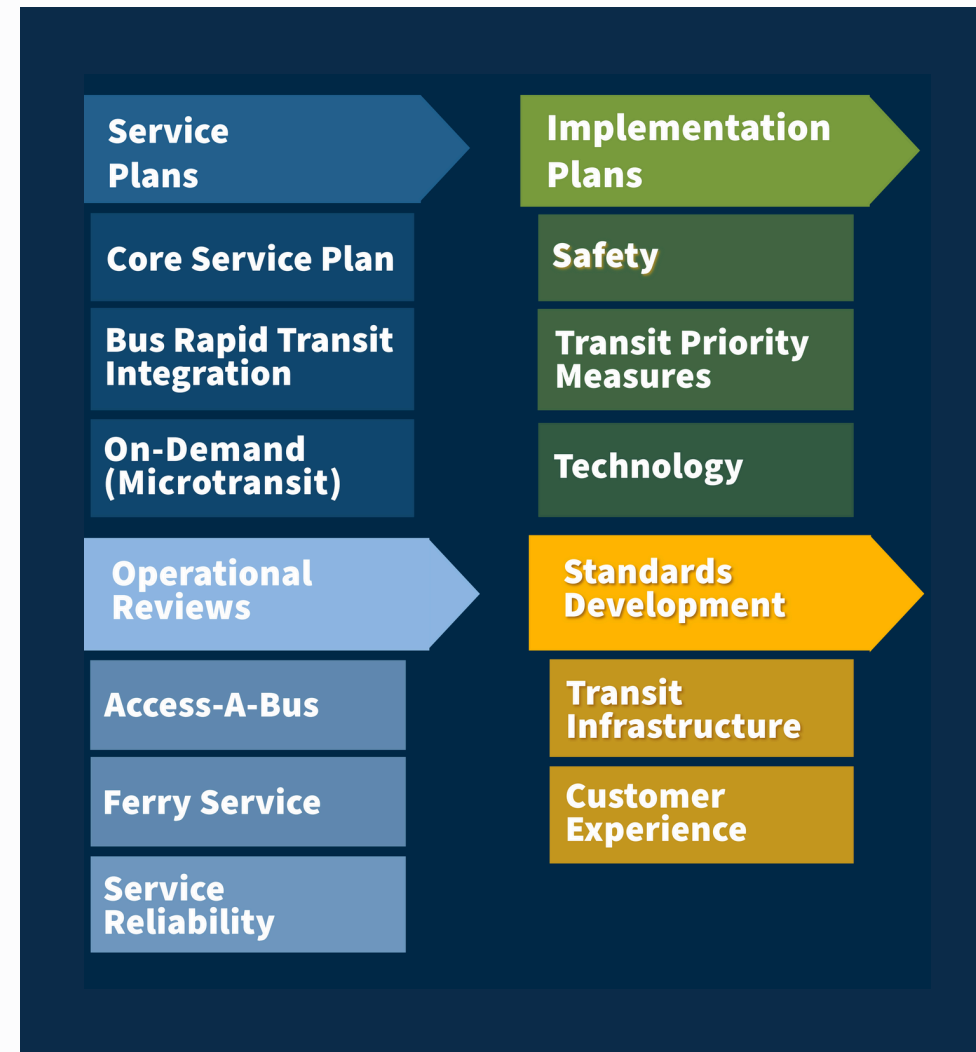 Service
Plans
Core Service Plan
Bus Rapid Transit
Integration
On-Demand
(Microtransit)
Operational
Reviews
Access-A-Bus
Ferry Service
Service
Reliability
Implementation
Plans
Safety
Transit Priority
Measures
Technology
Standards
Development
Transit
Infrastructure
Customer
Experience